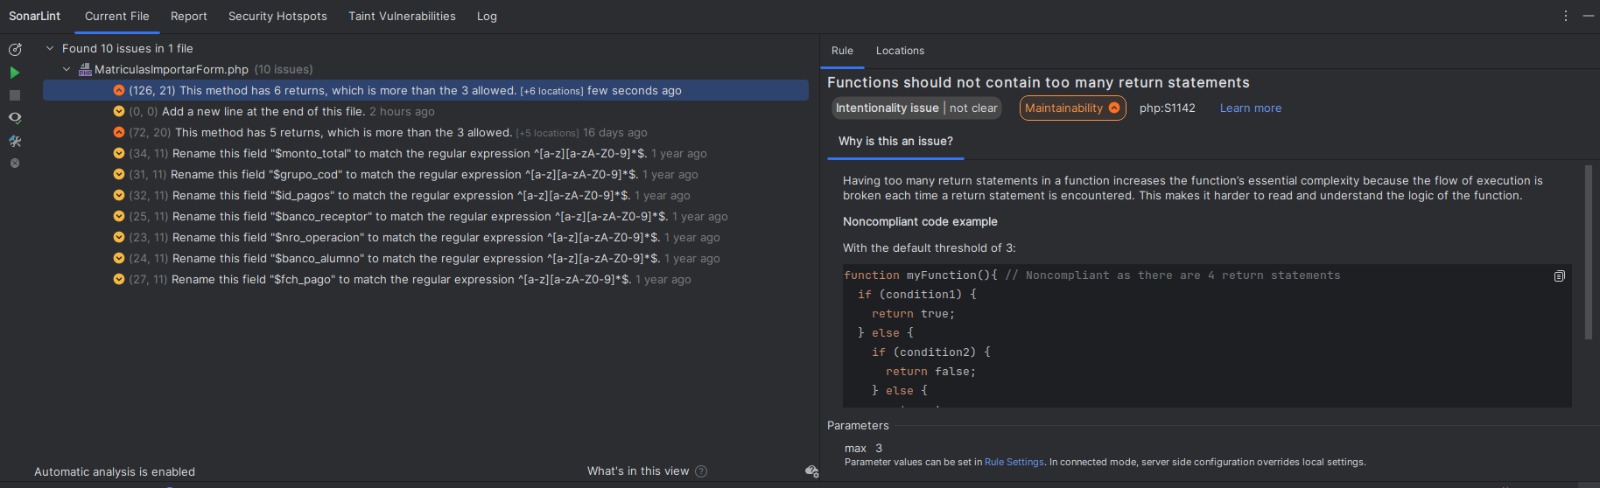 SonarLint Current File Report Security Hotspots Taint Vulnerabilities Log
Found 10 issues in 1 file
MatriculasImportarForm.php (10 issues)
(126, 21) This method has 6 returns, which is more than the 3 allowed. [+6 locations] few seconds ago
(0, 0) Add a new line at the end of this file. 2 hours ago
(72, 20) This method has 5 returns, which is more than the 3 allowed. [+5 locations] 16 days ago
(34, 11) Rename this field "$monto_total" to match the regular expression ^[a-z][a-zA-Z0-9]*$. 1 year ago
(31, 11) Rename this field "$grupo_cod" to match the regular expression ^[a-z][a-zA-Z0-9]*$. 1 year ago
(32, 11) Rename this field "$id_pagos" to match the regular expression ^[a-z][a-zA-Z0-9]*$. 1 year ago
(25, 11) Rename this field "$banco_receptor" to match the regular expression ^[a-z][a-zA-Z0-9]*$. 1 year ago
(23, 11) Rename this field "$nro_operacion" to match the regular expression ^[a-z][a-zA-Z0-9]*$. 1 year ago
(24, 11) Rename this field "$banco_alumno" to match the regular expression ^[a-z][a-zA-Z0-9]*$. 1 year ago
(27, 11) Rename this field "$fch_pago" to match the regular expression ^[a-z][a-zA-Z0-9]*$. 1 year ago
Automatic analysis is enabled
What's in this view
Rule Locations
Functions should not contain too many return statements
Intentionality issue | not clear Maintainability php:S1142 Learn more
Why is this an issue?
Having too many return statements in a function increases the function's essential complexity because the flow of execution is
broken each time a return statement is encountered. This makes it harder to read and understand the logic of the function.
Noncompliant code example
With the default threshold of 3:
function myFunction(){ // Noncompliant as there are 4 return statements
if (condition1) {
return true;
} else {
if (condition2) {
return false;
} else {
Parameters
max 3
Parameter values can be set in Rule Settings. In connected mode, server side configuration overrides local settings.